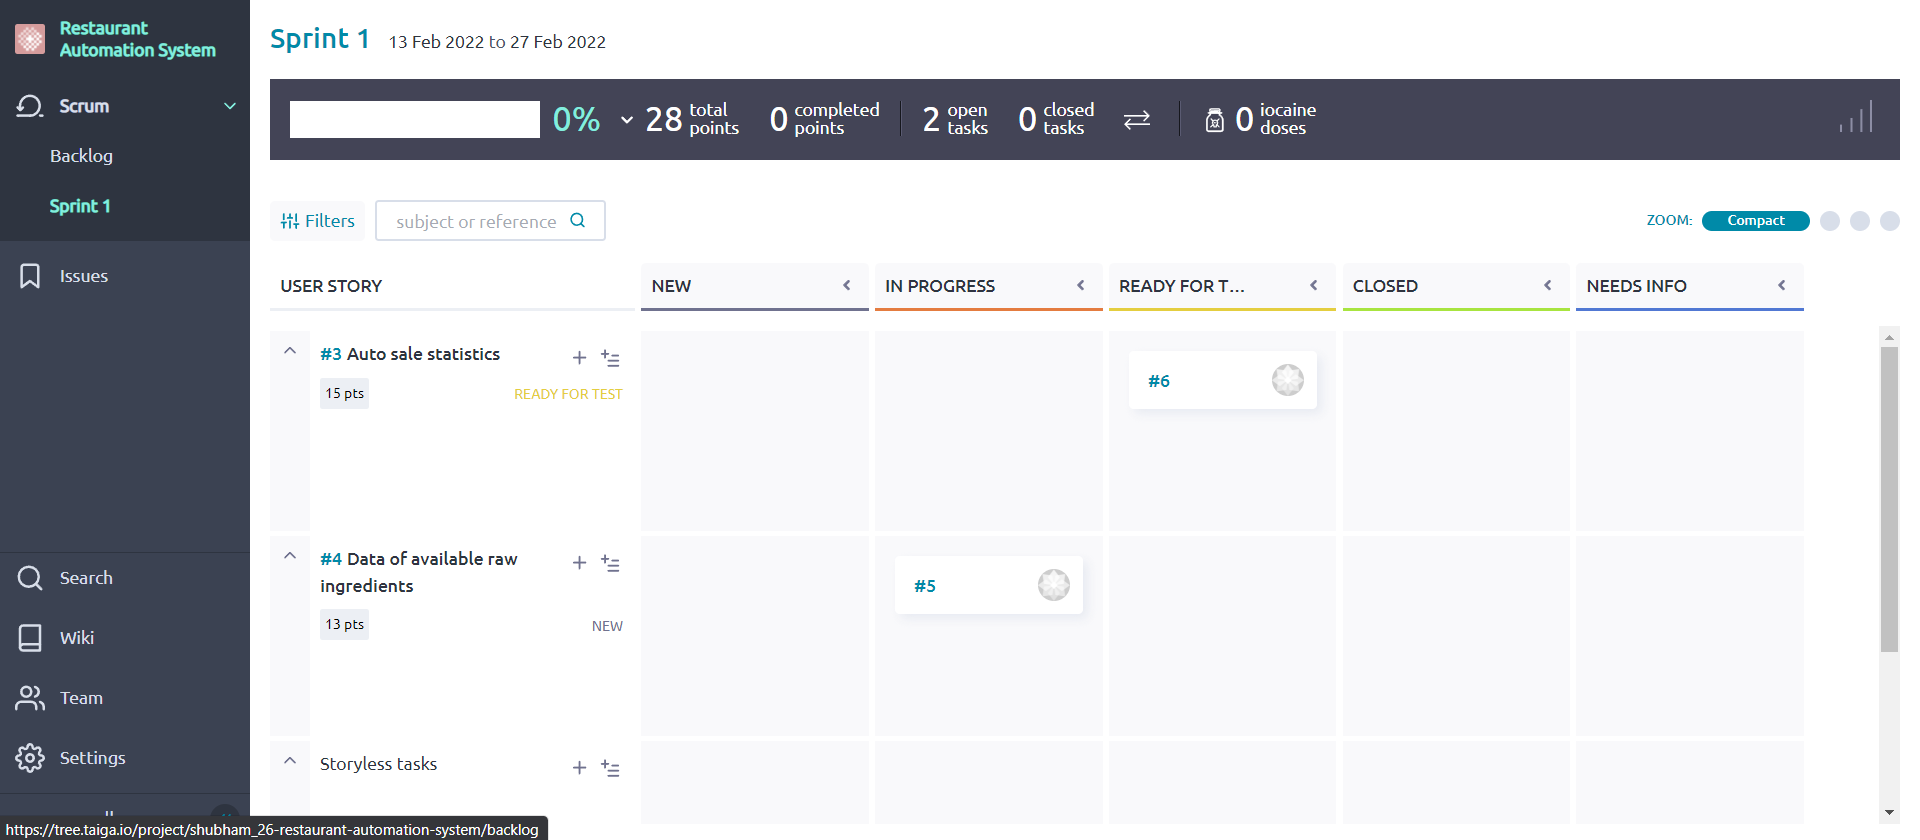 Restaurant
Automation System
Scrum
Backlog
Sprint 1
Issues
Search
Wiki
Team
Settings
https://tree.taiga.io/project/shubham_26-restaurant-automation-system/backlog
Sprint 1 13 Feb 2022 to 27 Feb 2022
0% 28 total points 0 completed points 2 open tasks 0 closed tasks 0 iocaine doses
Filters subject or reference ZOOM: Compact
USER STORY NEW IN PROGRESS READY FOR T... CLOSED NEEDS INFO
#3 Auto sale statistics
15 pts READY FOR TEST
#6
#4 Data of available raw
ingredients
13 pts NEW
#5
Storyless tasks